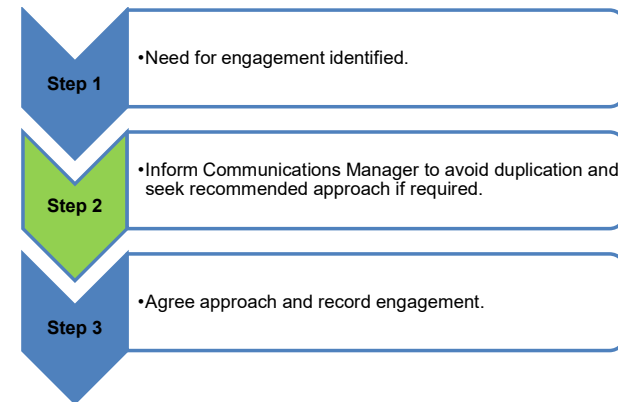 Step 1
•Need for engagement identified.
Step 2
•Inform Communications Manager to avoid duplication and
seek recommended approach if required.
Step 3
•Agree approach and record engagement.